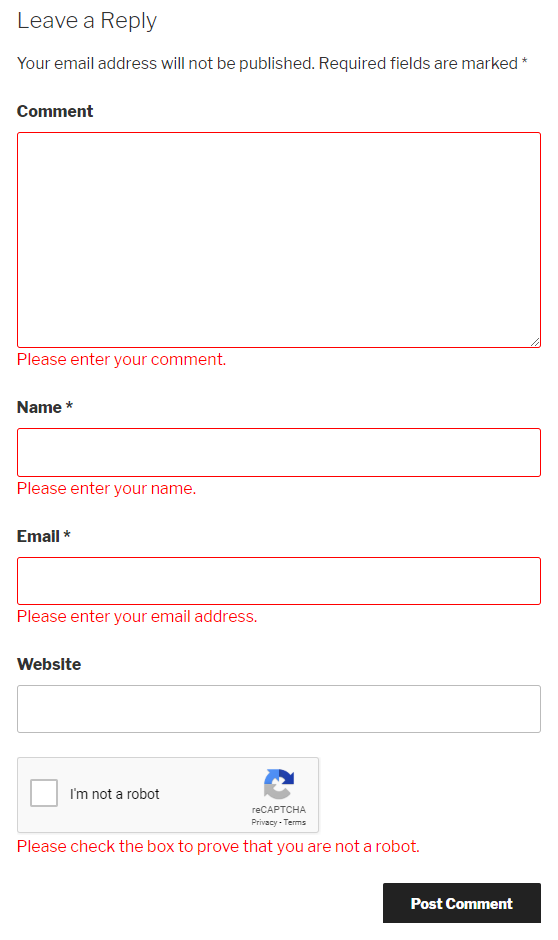 Leave a Reply
Your email address will not be published. Required fields are marked *
Comment
Please enter your comment.
Name *
Please enter your name.
Email *
Please enter your email address.
Website
I'm not a robot
reCAPTCHA
Privacy - Terms
Please check the box to prove that you are not a robot.
Post Comment